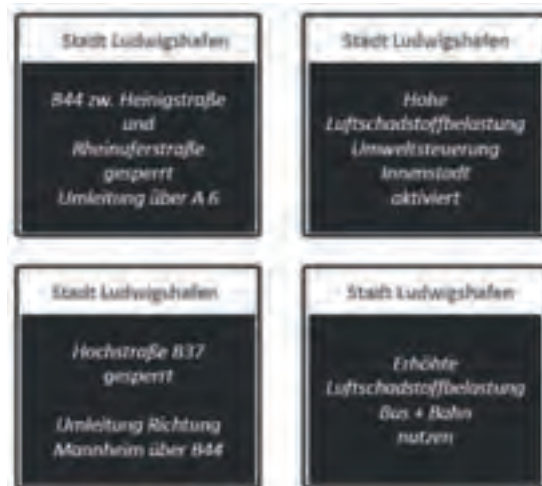 Stadt Ludwigshafen
B44 zw. Heinigstraße
und
Rheinuferstraße
gesperrt
Umleitung über A 6
Stadt Ludwigshafen
Hohe
Luftschadstoffbelastung
Umweltsteuerung
Innenstadt
aktiviert
Stadt Ludwigshafen
Hochstraße B37
gesperrt
Umleitung Richtung
Mannheim über B44
Stadt Ludwigshafen
Erhöhte
Luftschadstoffbelastung
Bus + Bahn
nutzen